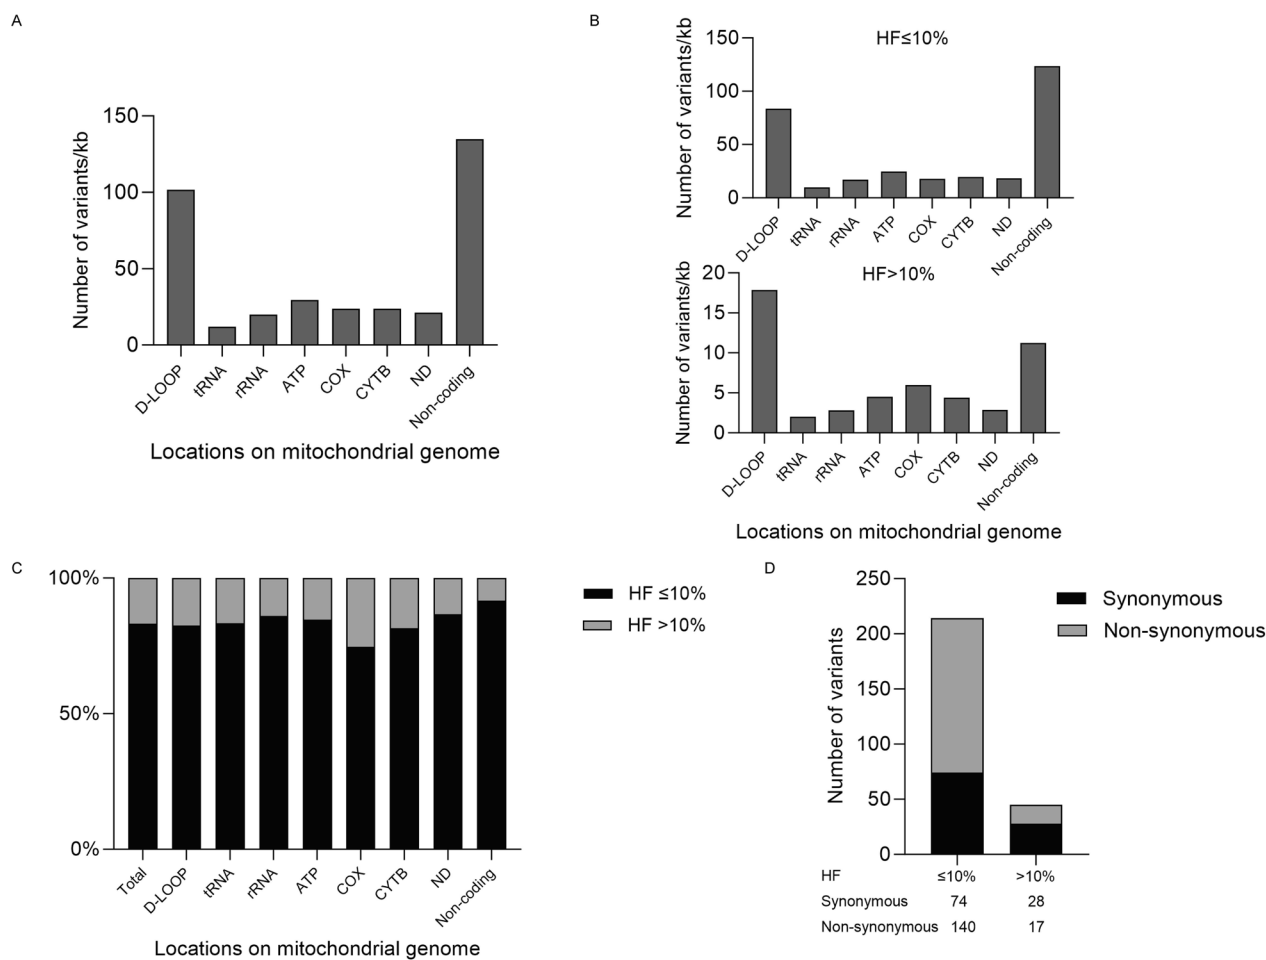 A
150
100
50
0
Number of variants/kb
D-LOOP
tRNA
rRNA
ATP
COX
CYTB
ND
Non-coding
Locations on mitochondrial genome
B
HF≤10%
150
100
50
0
Number of variants/kb
D-LOOP
tRNA
rRNA
ATP
COX
CYTB
ND
Non-coding
HF>10%
20
15
10
5
0
Number of variants/kb
D-LOOP
tRNA
rRNA
ATP
COX
CYTB
ND
Non-coding
Locations on mitochondrial genome
C
100%
50%
0%
Total
D-LOOP
tRNA
rRNA
ATP
COX
CYTB
ND
Non-coding
Locations on mitochondrial genome
HF ≤10%
HF >10%
D
250
200
150
100
50
0
Number of variants
Synonymous
Non-synonymous
HF ≤10% >10%
Synonymous 74 28
Non-synonymous 140 17